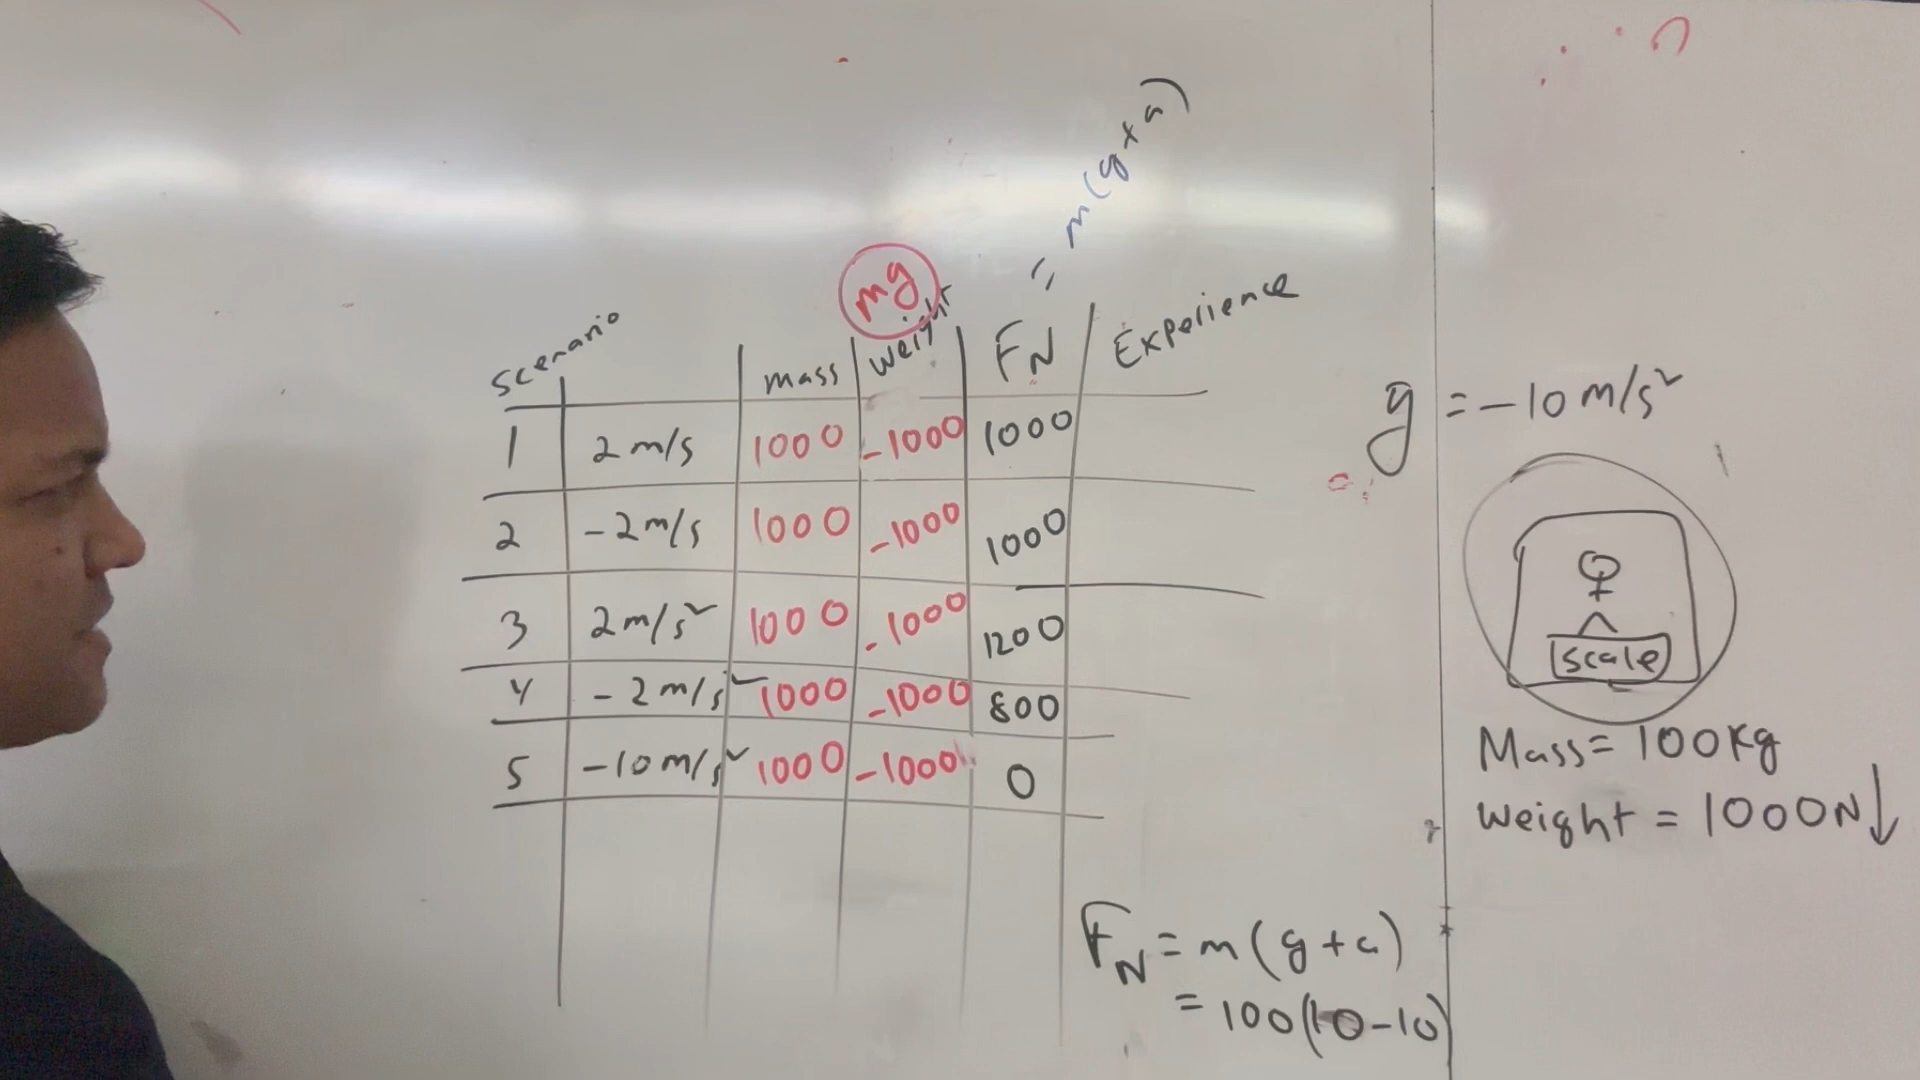 = m(g+a)
mg
scenario mass weight FN Experience
1 2 m/s 1000 -1000 1000
2 -2 m/s 1000 -1000 1000
3 2 m/s² 1000 -1000 1200
4 -2 m/s² 1000 -1000 800
5 -10 m/s² 1000 -1000 0
g = -10 m/s²
scale
Mass = 100 Kg
weight = 1000N↓
FN = m(g+a)
= 100(10-10)